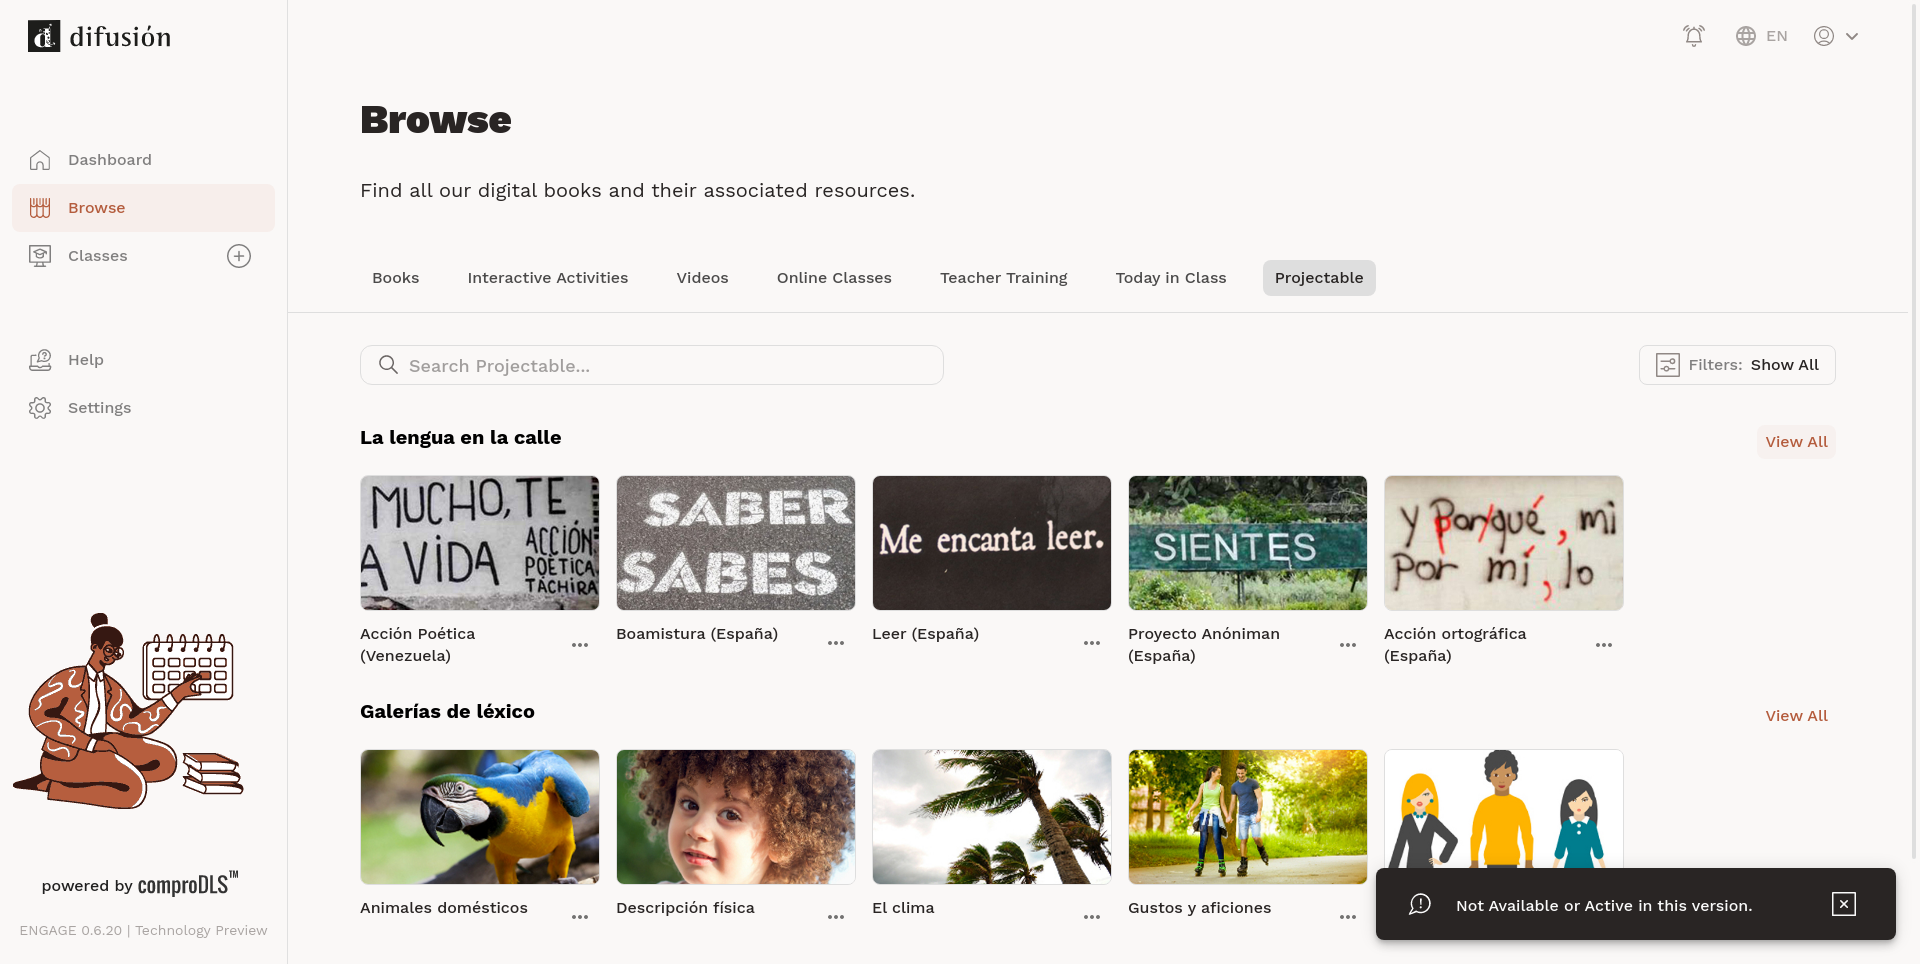 difusión
EN
Dashboard
Browse
Classes
Help
Settings
powered by comproDLS™
ENGAGE 0.6.20 | Technology Preview
Browse
Find all our digital books and their associated resources.
Books
Interactive Activities
Videos
Online Classes
Teacher Training
Today in Class
Projectable
Search Projectable...
Filters: Show All
La lengua en la calle
View All
MUCHO, TE
A VIDA
ACCIÓN
POÉTICA
TÁCHIRA
SABER
SABES
Me encanta leer.
SIENTES
y Porqué, mi
por mí, lo
Acción Poética
(Venezuela)
Boamistura (España)
Leer (España)
Proyecto Anóniman
(España)
Acción ortográfica
(España)
Galerías de léxico
View All
Animales domésticos
Descripción física
El clima
Gustos y aficiones
Not Available or Active in this version.